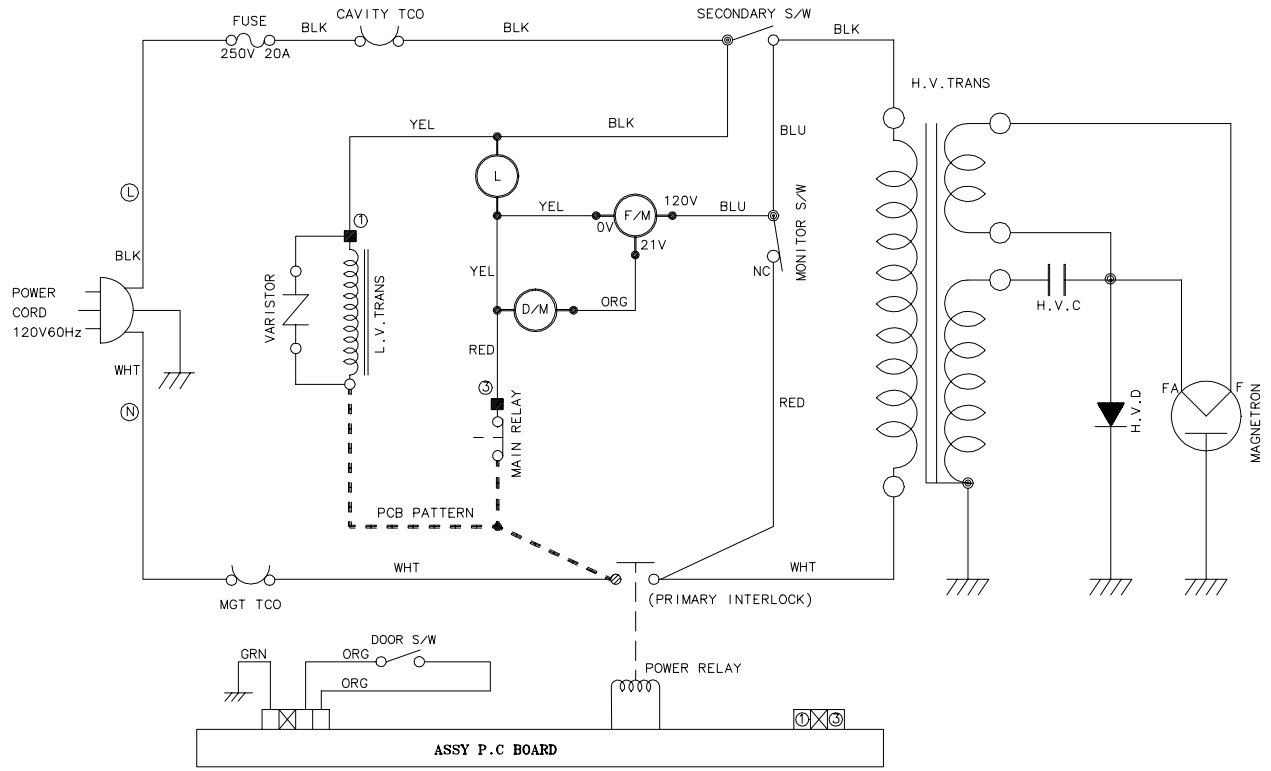 FUSE
250V 20A
BLK
CAVITY TCO
BLK
SECONDARY S/W
BLK
H.V.TRANS
YEL
BLK
BLU
L
L
1
YEL
0V
F/M
120V
21V
BLU
MONITOR S/W
NC
BLK
POWER
CORD
120V60Hz
VARISTOR
L.V.TRANS
YEL
D/M
ORG
H.V.C
WHT
N
RED
3
MAIN RELAY
RED
H.V.D
FA
F
MAGNETRON
PCB PATTERN
WHT
WHT
MGT TCO
(PRIMARY INTERLOCK)
GRN
ORG
DOOR S/W
ORG
POWER RELAY
1
3
ASSY P.C BOARD